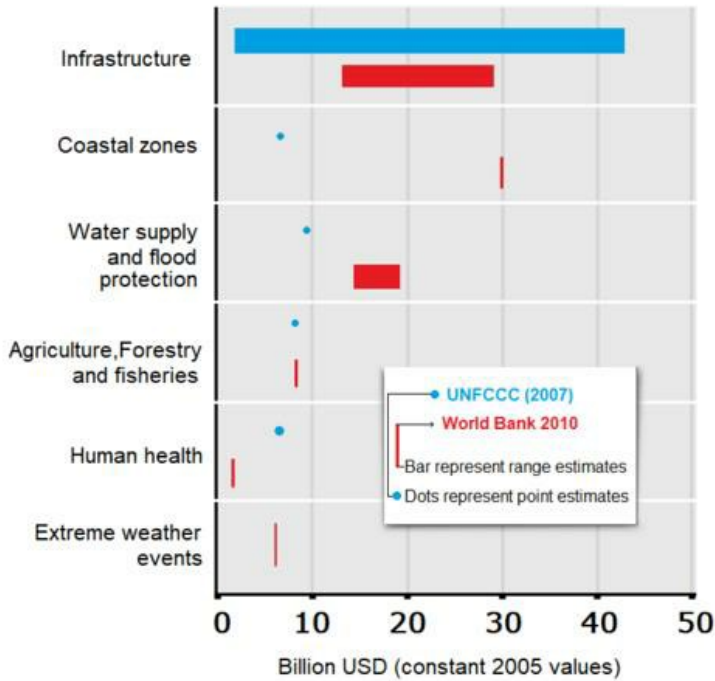 Infrastructure
Coastal zones
Water supply
and flood
protection
Agriculture,Forestry
and fisheries
Human health
Extreme weather
events
UNFCCC (2007)
World Bank 2010
Bar represent range estimates
Dots represent point estimates
0 10 20 30 40 50
Billion USD (constant 2005 values)